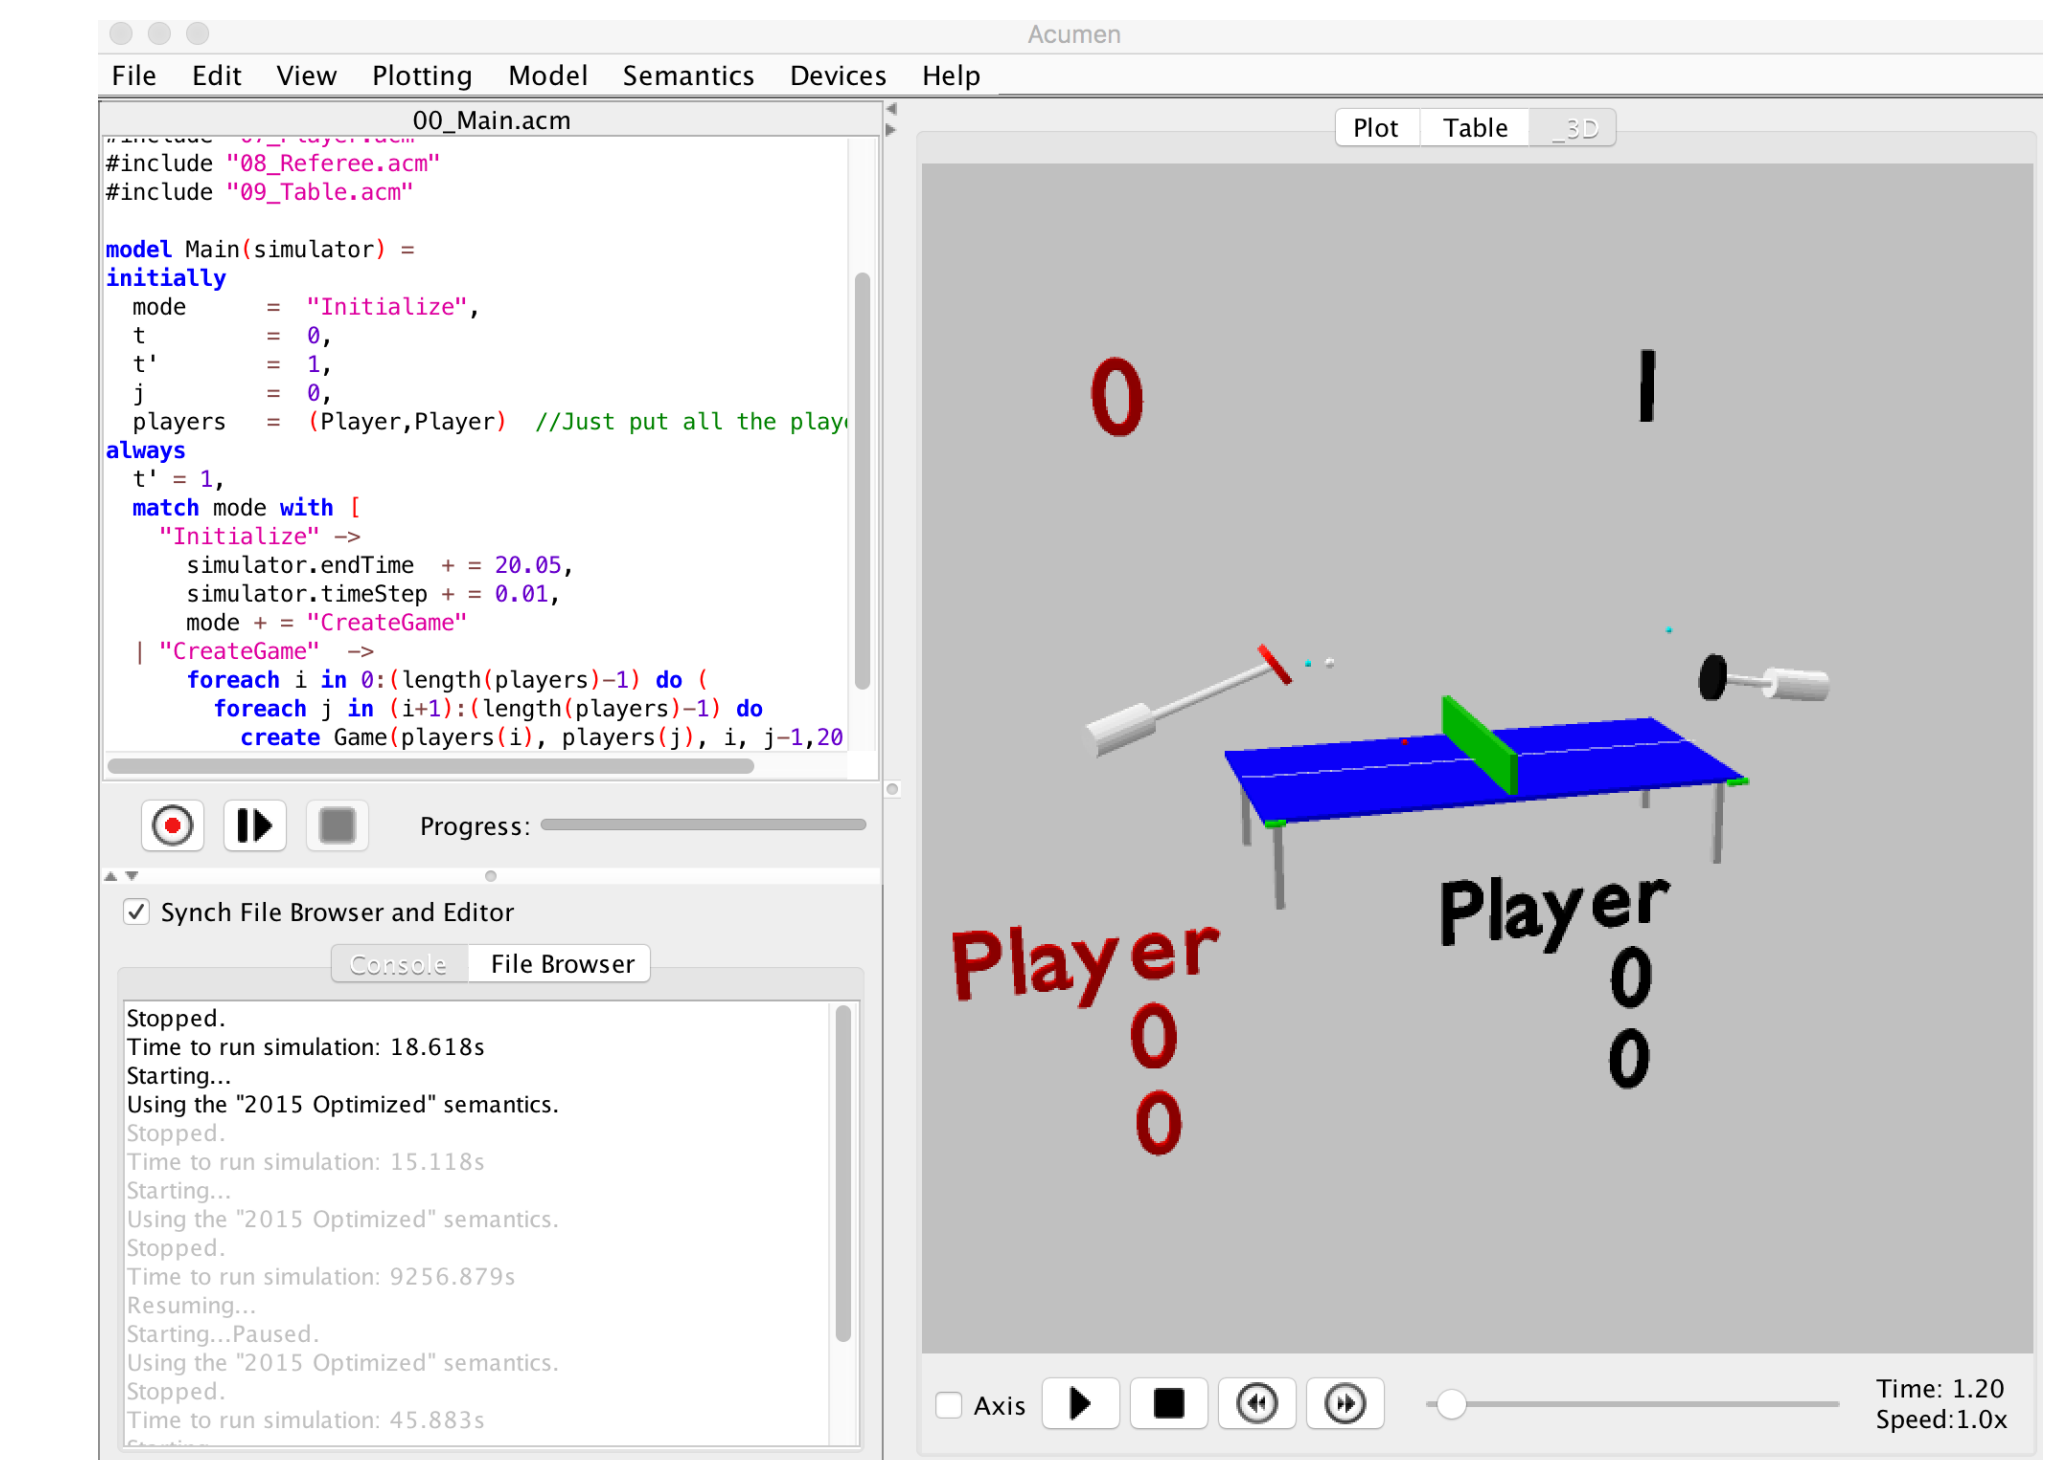 Acumen
File Edit View Plotting Model Semantics Devices Help
00_Main.acm
#include "07_Player.acm"
#include "08_Referee.acm"
#include "09_Table.acm"
model Main(simulator) =
initially
mode = "Initialize",
t = 0,
t' = 1,
j = 0,
players = (Player,Player) //Just put all the playe
always
t' = 1,
match mode with [
"Initialize" ->
simulator.endTime + = 20.05,
simulator.timeStep + = 0.01,
mode + = "CreateGame"
| "CreateGame" ->
foreach i in 0:(length(players)-1) do (
foreach j in (i+1):(length(players)-1) do
create Game(players(i), players(j), i, j-1,20
Progress:
Synch File Browser and Editor
Console File Browser
Stopped.
Time to run simulation: 18.618s
Starting...
Using the "2015 Optimized" semantics.
Stopped.
Time to run simulation: 15.118s
Starting...
Using the "2015 Optimized" semantics.
Stopped.
Time to run simulation: 9256.879s
Resuming...
Starting...Paused.
Using the "2015 Optimized" semantics.
Stopped.
Time to run simulation: 45.883s
Plot Table _3D
0 1
Player
0
0
Player
0
0
Axis
Time: 1.20
Speed:1.0x